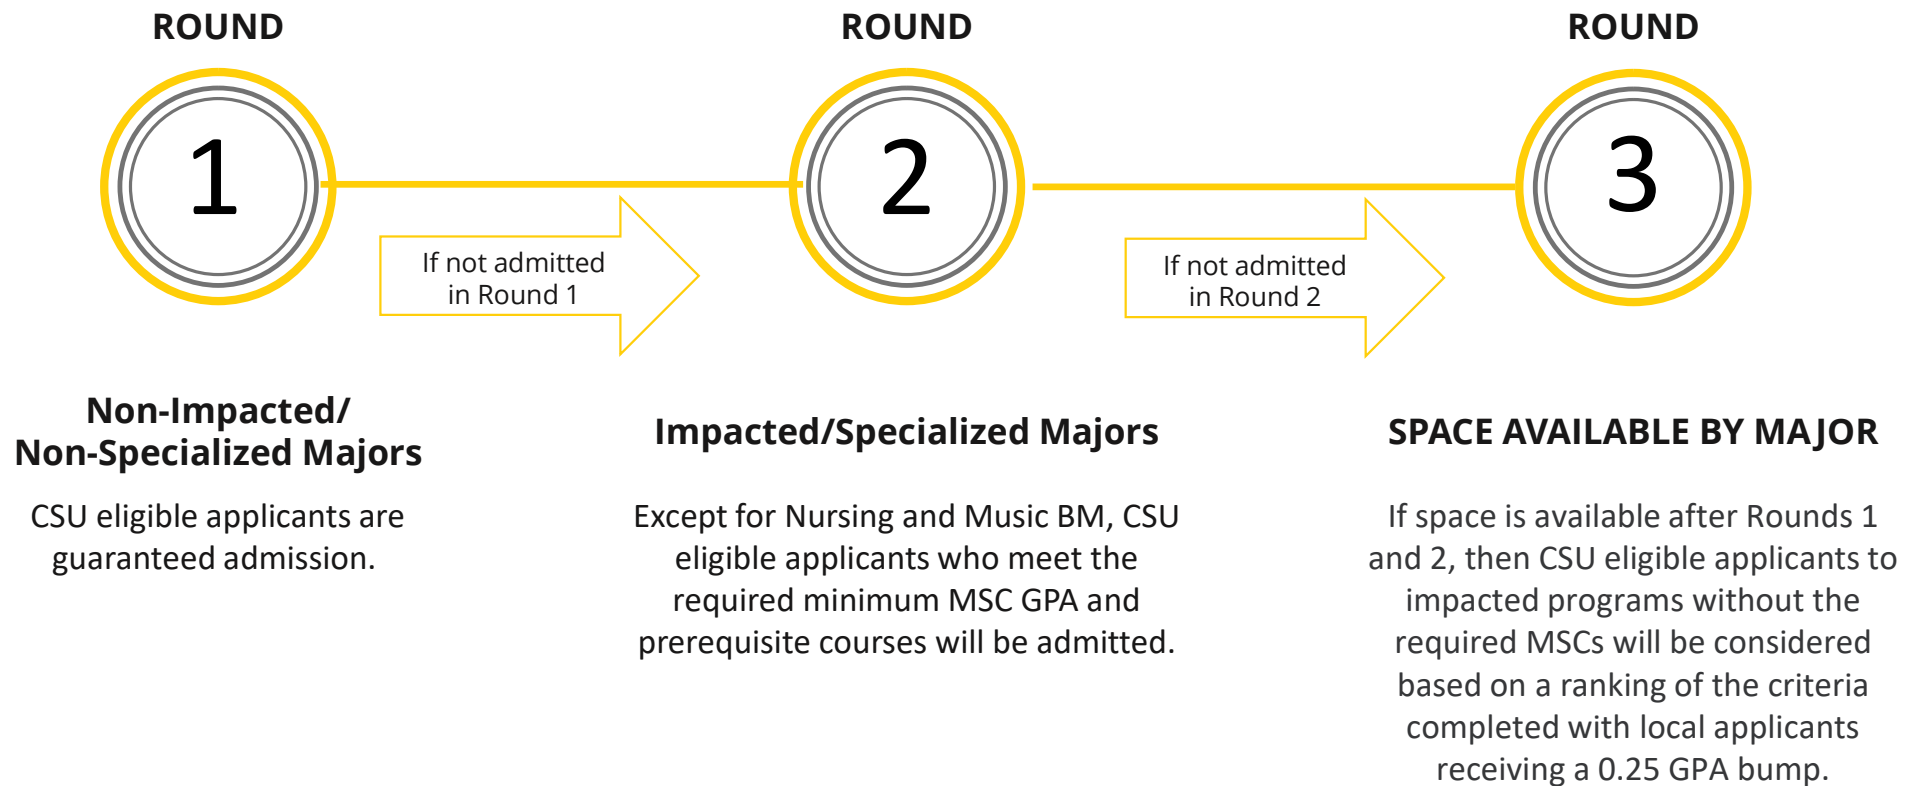 ROUND
1
If not admitted
in Round 1
Non-Impacted/
Non-Specialized Majors
CSU eligible applicants are
guaranteed admission.
ROUND
2
If not admitted
in Round 2
Impacted/Specialized Majors
Except for Nursing and Music BM, CSU
eligible applicants who meet the
required minimum MSC GPA and
prerequisite courses will be admitted.
ROUND
3
SPACE AVAILABLE BY MAJOR
If space is available after Rounds 1
and 2, then CSU eligible applicants to
impacted programs without the
required MSCs will be considered
based on a ranking of the criteria
completed with local applicants
receiving a 0.25 GPA bump.